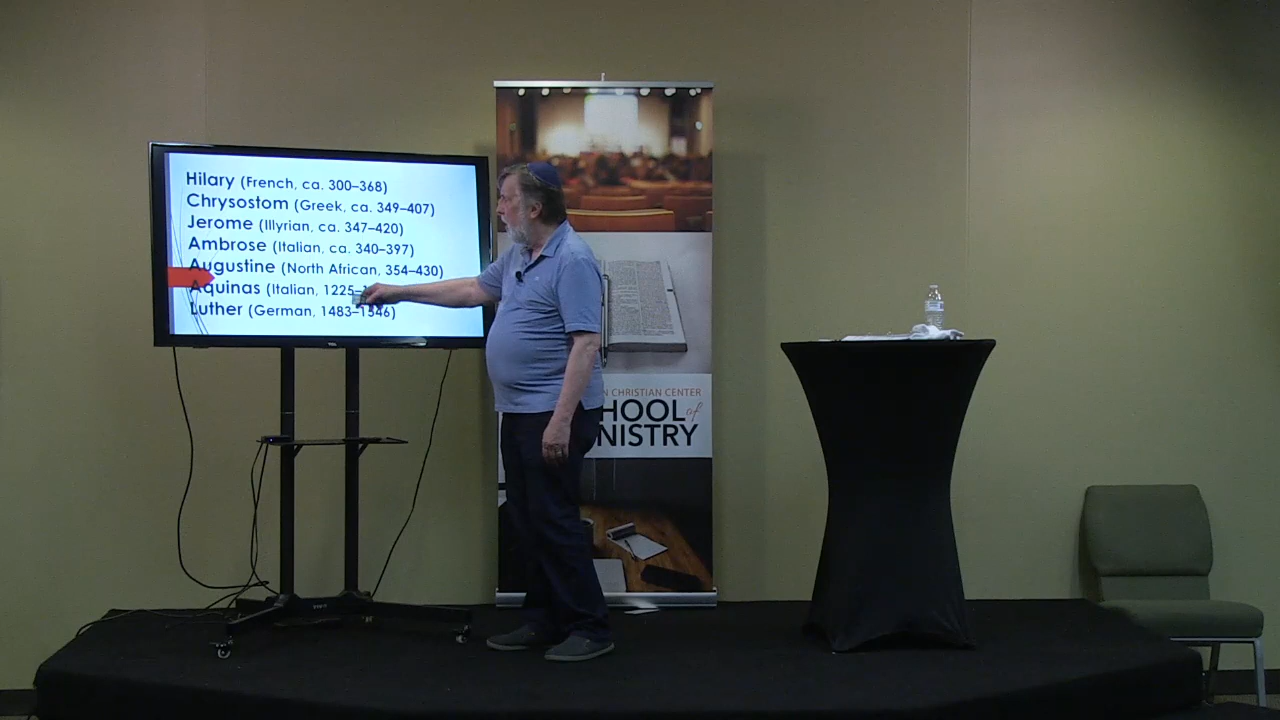 Hilary (French, ca. 300–368)
Chrysostom (Greek, ca. 349–407)
Jerome (Illyrian, ca. 347–420)
Ambrose (Italian, ca. 340–397)
Augustine (North African, 354–430)
Aquinas (Italian, 1225–
Luther (German, 1483–1546)
TCL
N CHRISTIAN CENTER
HOOL of
NISTRY